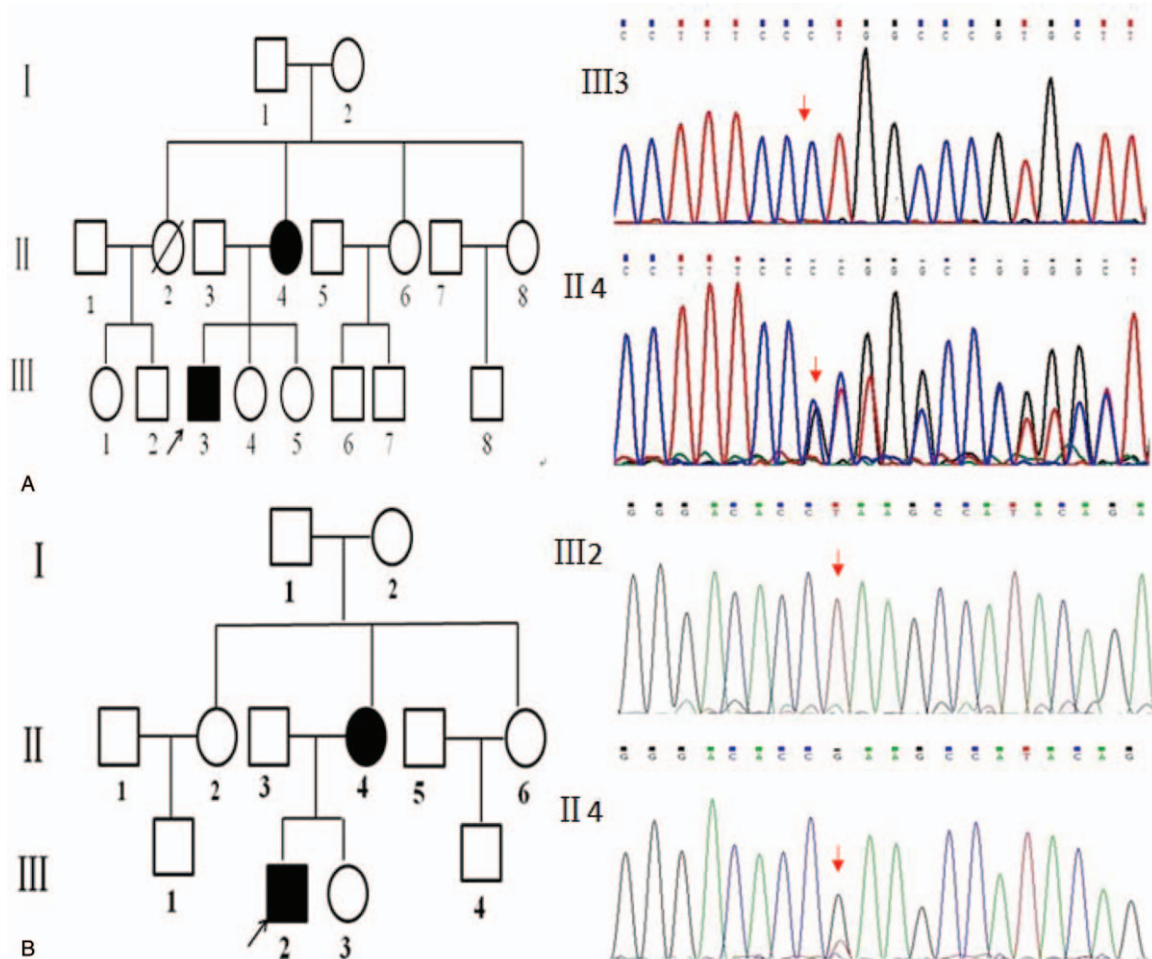 I
1 2
II
1 2 3 4 5 6 7 8
III
1 2 3 4 5 6 7 8
A
III3
C C T T T C C C T G G C C C G T G C T T
II4
C C T T T C C C C G G G C C G G G C T
I
1 2
II
1 2 3 4 5 6
III
1 2 3 4
B
III2
G G G A C A C C T A A G C C A T A C A G A
II4
G G G A C A C C G A A G C C A T A C A G